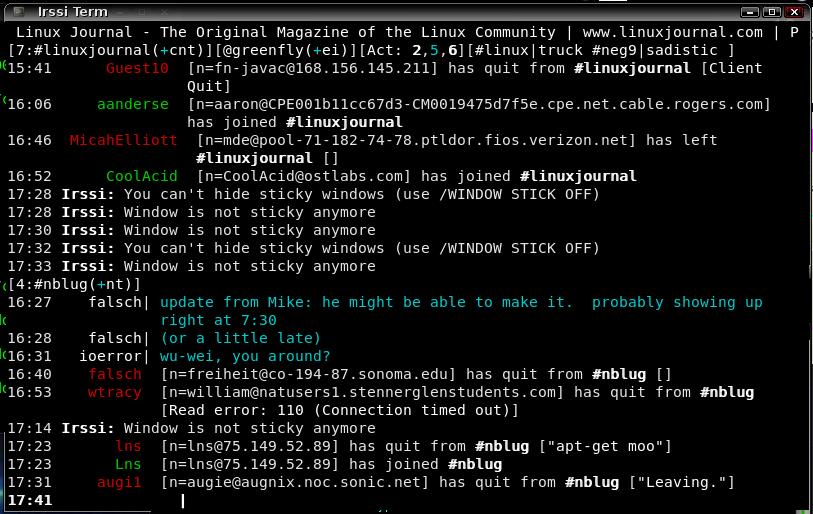 Irssi Term
Linux Journal - The Original Magazine of the Linux Community | www.linuxjournal.com | P
[7:#linuxjournal(+cnt)][@greenfly(+ei)][Act: 2,5,6][#linux|truck #neg9|sadistic ]
15:41 Guest10 [n=fn-javac@168.156.145.211] has quit from #linuxjournal [Client
Quit]
16:06 aanderse [n=aaron@CPE001b11cc67d3-CM0019475d7f5e.cpe.net.cable.rogers.com]
has joined #linuxjournal
16:46 MicahElliott [n=mde@pool-71-182-74-78.ptldor.fios.verizon.net] has left
#linuxjournal []
16:52 CoolAcid [n=CoolAcid@ostlabs.com] has joined #linuxjournal
17:28 Irssi: You can't hide sticky windows (use /WINDOW STICK OFF)
17:28 Irssi: Window is not sticky anymore
17:30 Irssi: Window is not sticky anymore
17:32 Irssi: You can't hide sticky windows (use /WINDOW STICK OFF)
17:33 Irssi: Window is not sticky anymore
[4:#nblug(+nt)]
16:27 falsch| update from Mike: he might be able to make it.  probably showing up
right at 7:30
16:28 falsch| (or a little late)
16:31 ioerror| wu-wei, you around?
16:40 falsch [n=freiheit@co-194-87.sonoma.edu] has quit from #nblug []
16:53 wtracy [n=william@natusers1.stennerglenstudents.com] has quit from #nblug
[Read error: 110 (Connection timed out)]
17:14 Irssi: Window is not sticky anymore
17:23 lns [n=lns@75.149.52.89] has quit from #nblug ["apt-get moo"]
17:23 Lns [n=lns@75.149.52.89] has joined #nblug
17:31 augi1 [n=augie@augnix.noc.sonic.net] has quit from #nblug ["Leaving."]
17:41